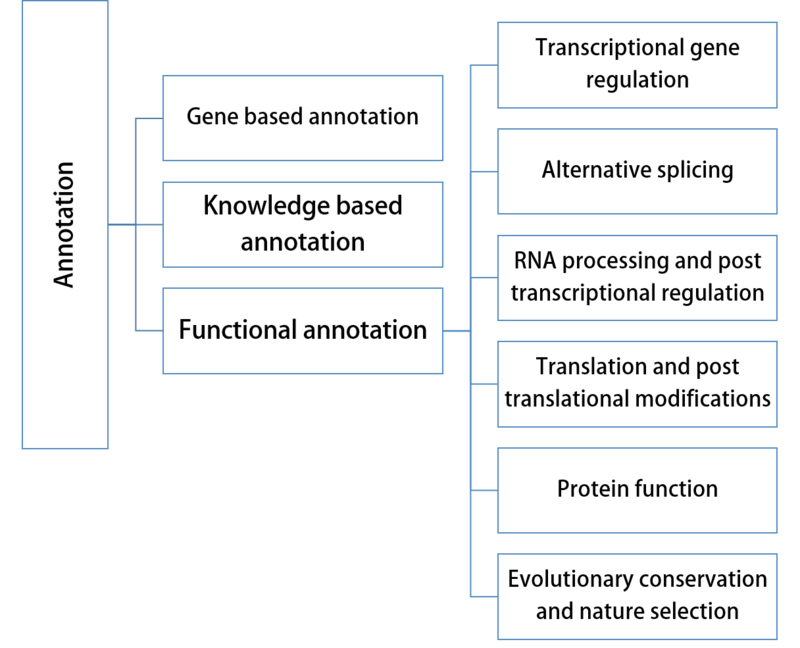 Annotation
Gene based annotation
Knowledge based
annotation
Functional annotation
Transcriptional gene
regulation
Alternative splicing
RNA processing and post
transcriptional regulation
Translation and post
translational modifications
Protein function
Evolutionary conservation
and nature selection